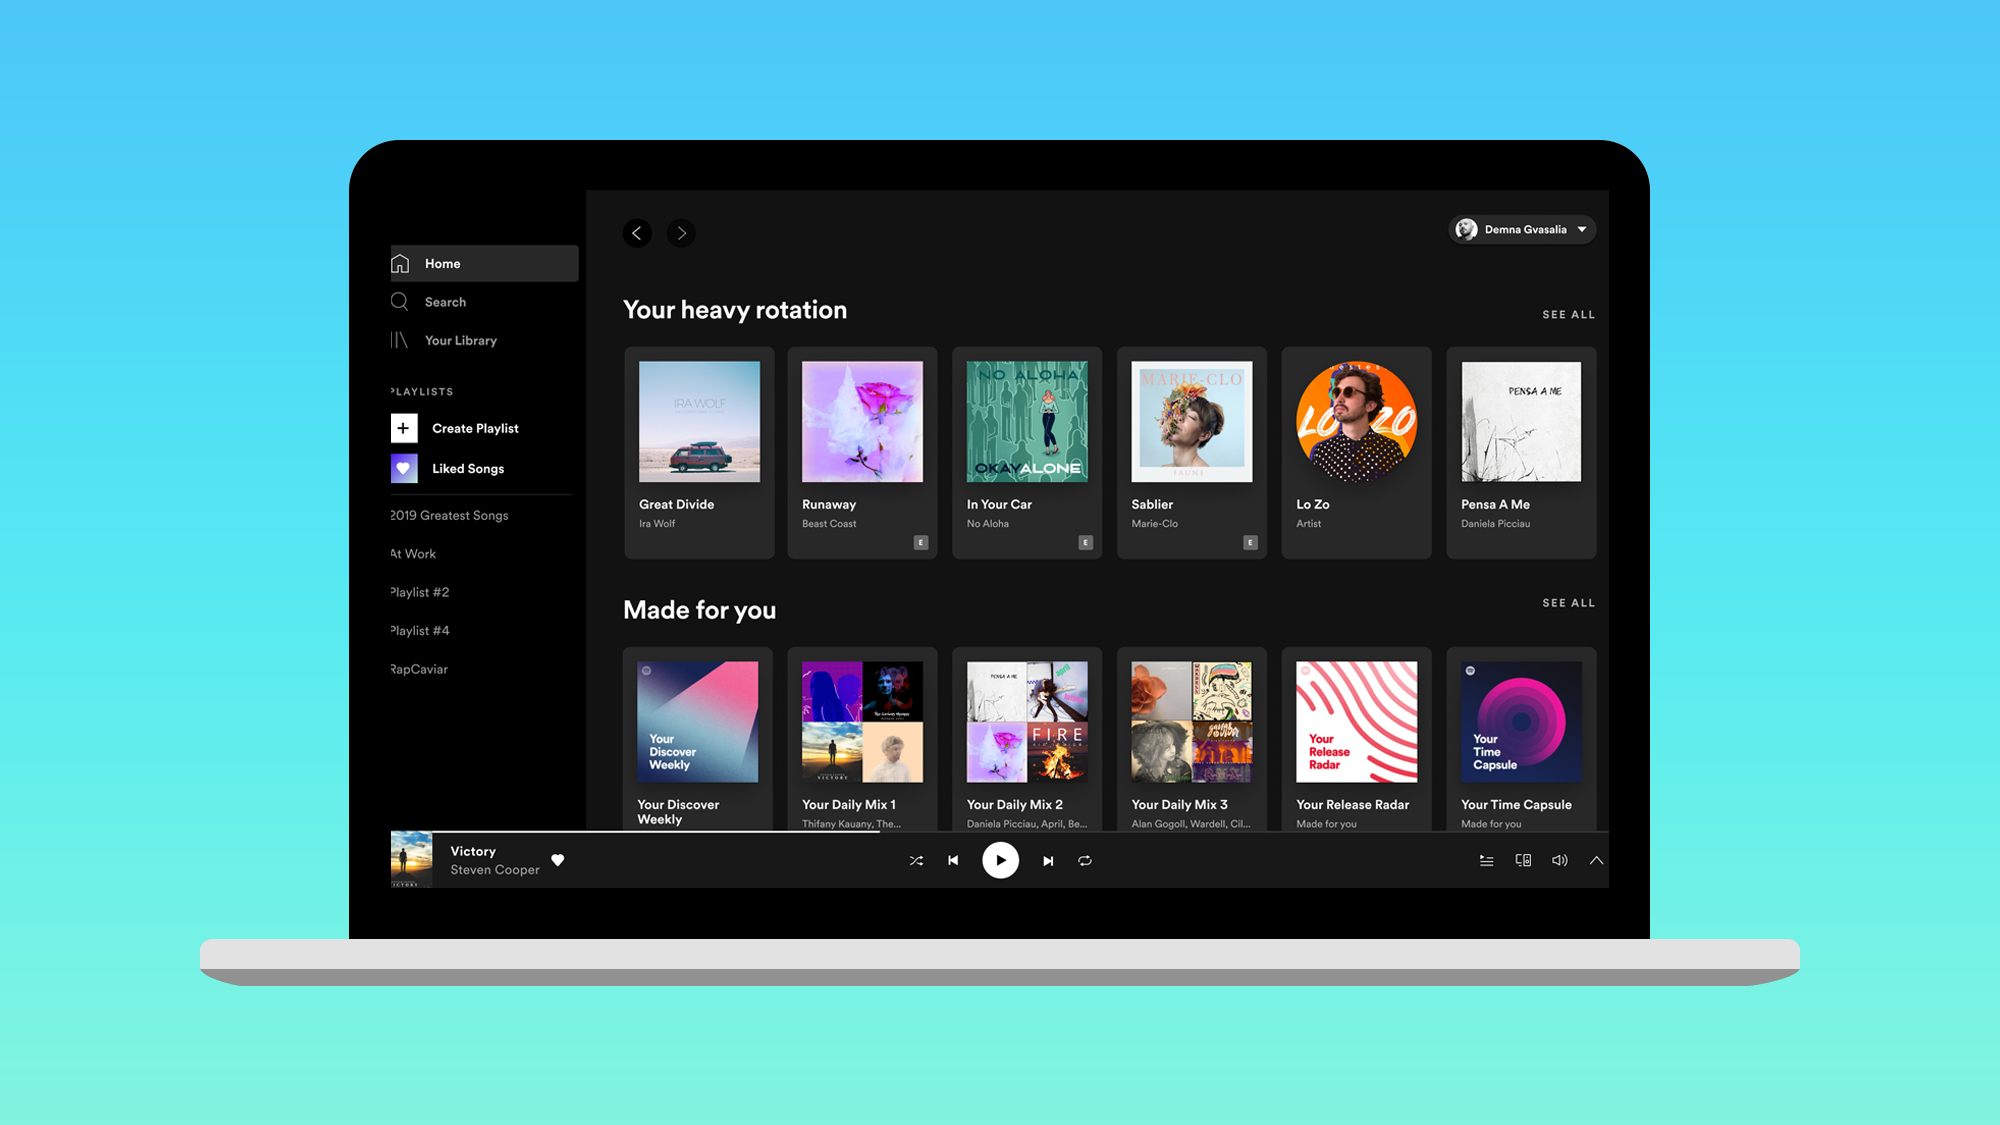 Demna Gvasalia
Home
Search
Your Library
PLAYLISTS
Create Playlist
Liked Songs
2019 Greatest Songs
At Work
Playlist #2
Playlist #4
RapCaviar
Your heavy rotation
SEE ALL
IRA WOLF
NO ALOHA
OKAYALONE
MARIE-CLO
FAUNE
LO ZO
PENSA A ME
Great Divide
Ira Wolf
Runaway
Beast Coast
E
In Your Car
No Aloha
E
Sablier
Marie-Clo
E
Lo Zo
Artist
Pensa A Me
Daniela Picciau
Made for you
SEE ALL
Your
Discover
Weekly
VICTORY
PENSA A ME
FIRE
Your
Release
Radar
Your
Time
Capsule
Your Discover
Weekly
Your Daily Mix 1
Thifany Kauany, The...
Your Daily Mix 2
Daniela Picciau, April, Be...
Your Daily Mix 3
Alan Gogoll, Wardell, Cil...
Your Release Radar
Made for you
Your Time Capsule
Made for you
VICTORY
Victory
Steven Cooper